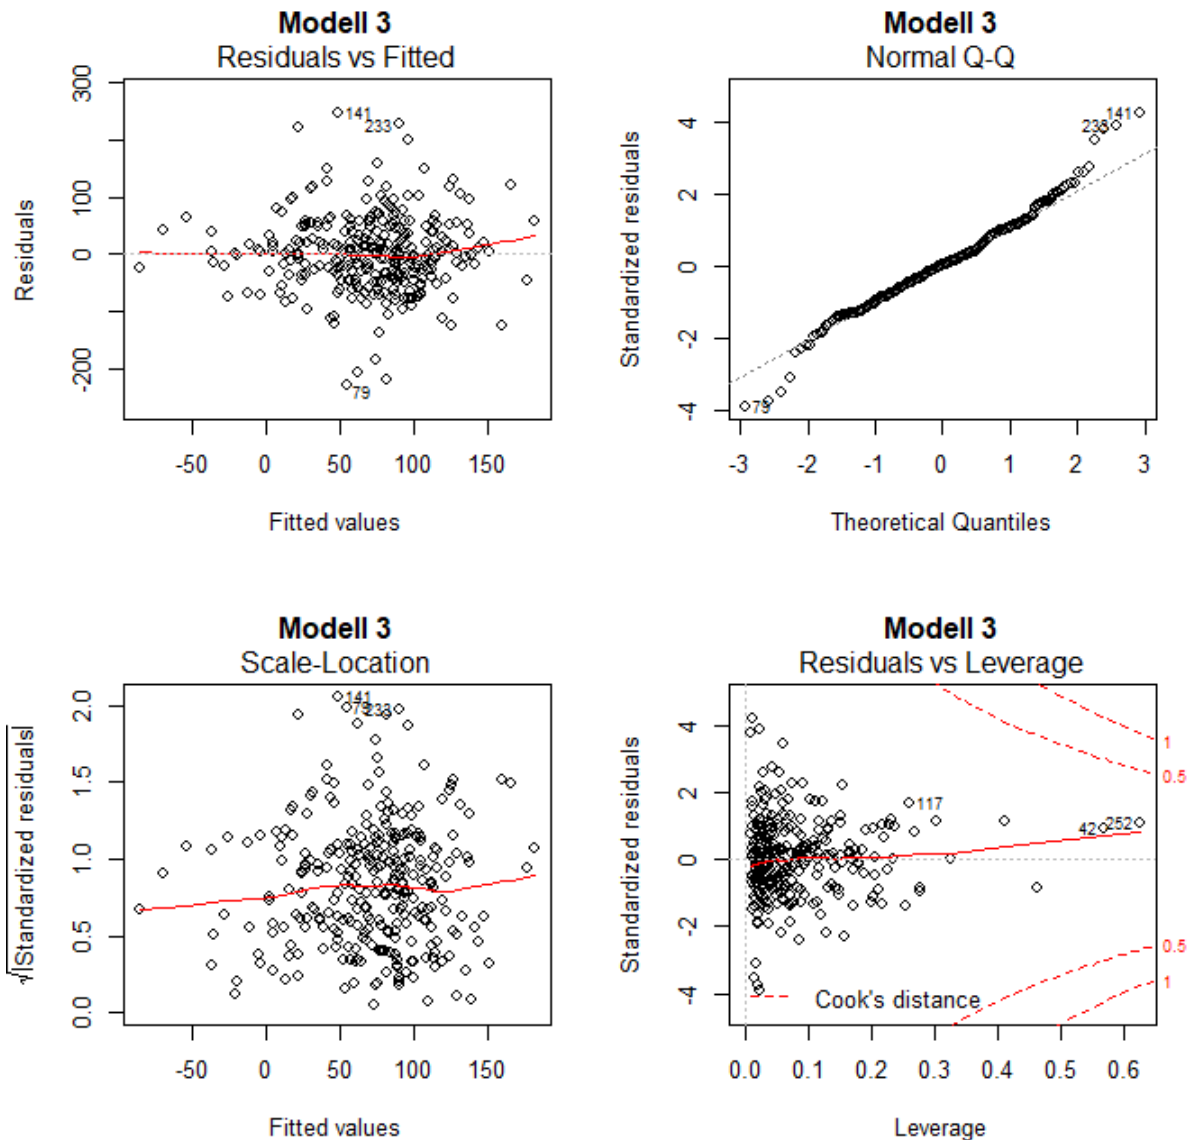 Modell 3
Residuals vs Fitted
Residuals
300
100
0
-200
141
233
79
-50 0 50 100 150
Fitted values
Modell 3
Normal Q-Q
Standardized residuals
4
2
0
-2
-4
141
233
79
-3 -2 -1 0 1 2 3
Theoretical Quantiles
Modell 3
Scale-Location
√|Standardized residuals|
2.0
1.5
1.0
0.5
0.0
141
79
233
-50 0 50 100 150
Fitted values
Modell 3
Residuals vs Leverage
Standardized residuals
4
2
0
-2
-4
117
42
252
1
0.5
0.5
1
Cook's distance
0.0 0.1 0.2 0.3 0.4 0.5 0.6
Leverage